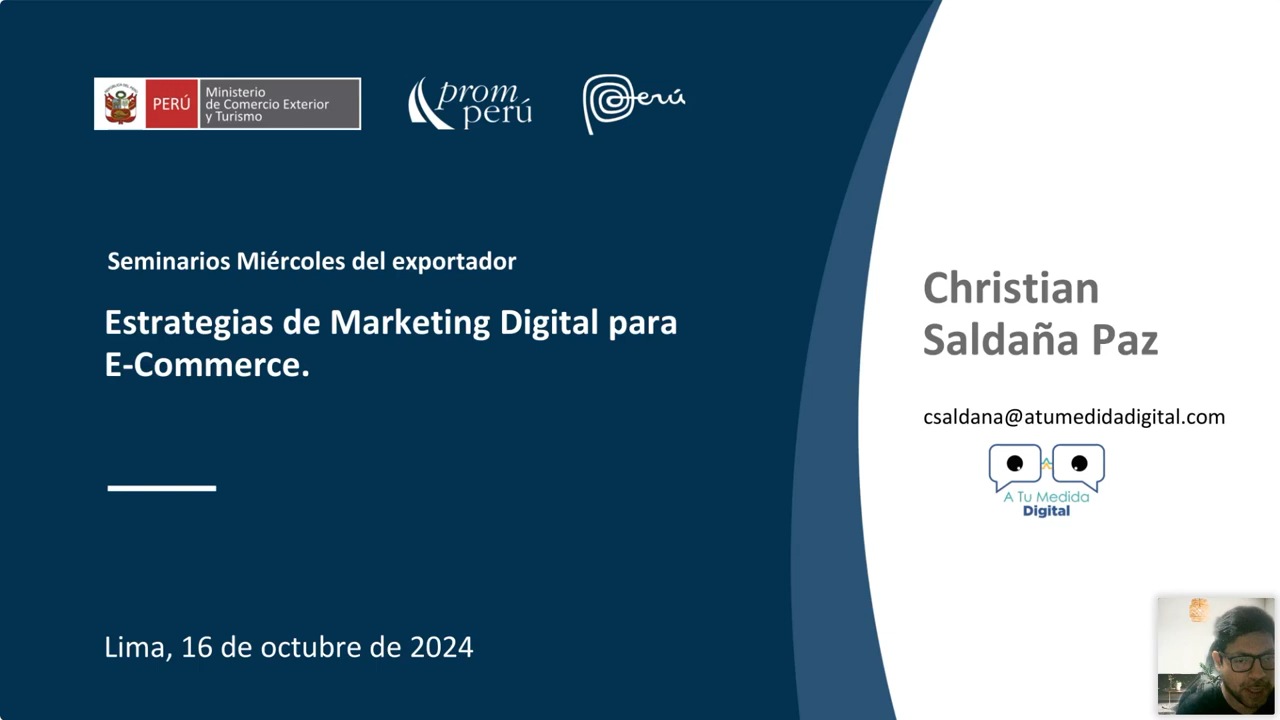 PERÚ
Ministerio
de Comercio Exterior
y Turismo
prom
perú
Perú
Seminarios Miércoles del exportador
Estrategias de Marketing Digital para
E-Commerce.
Lima, 16 de octubre de 2024
Christian
Saldaña Paz
csaldana@atumedidadigital.com
A Tu Medida
Digital